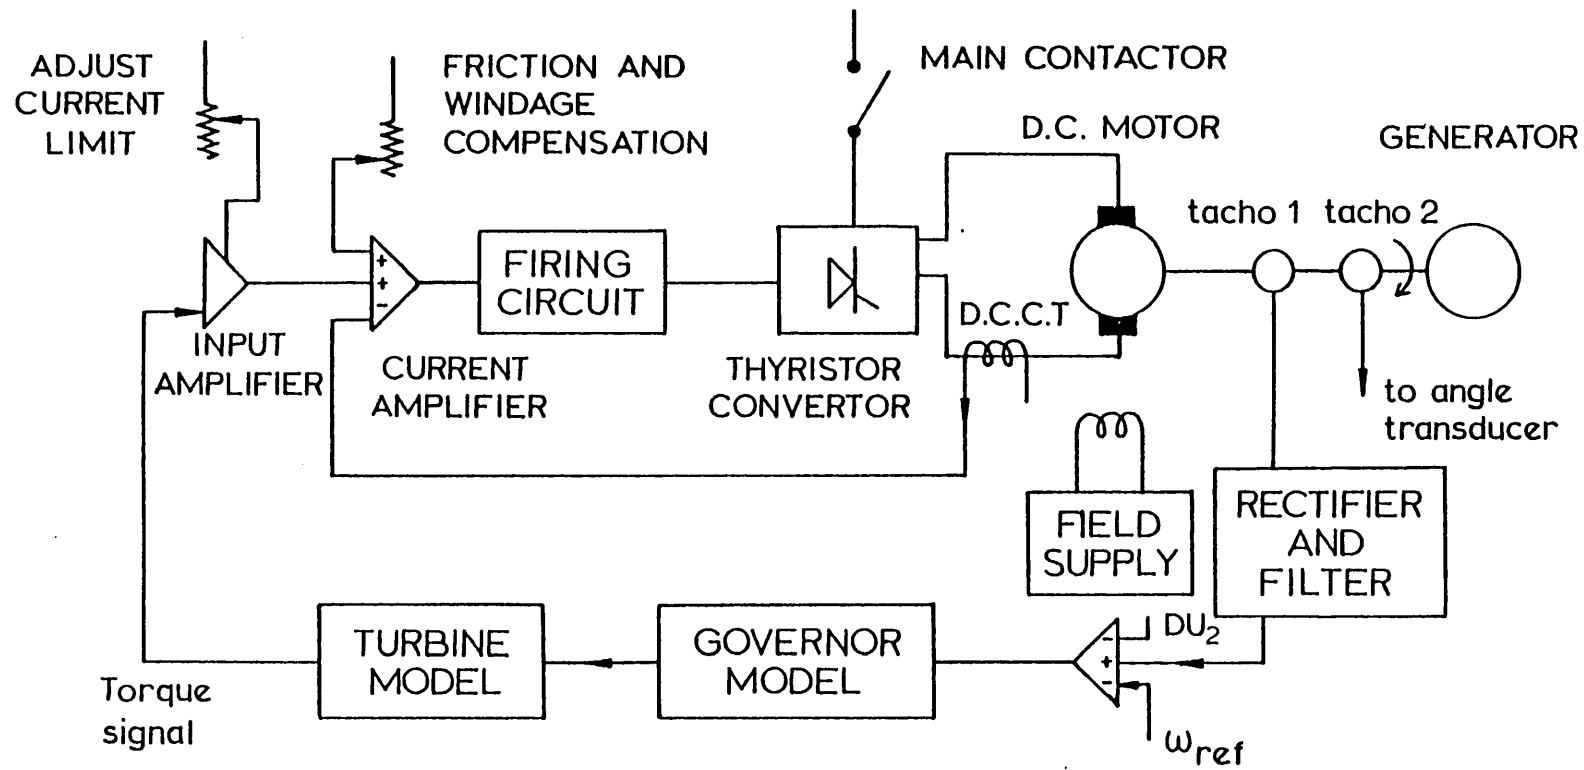 ADJUST
CURRENT
LIMIT
FRICTION AND
WINDAGE
COMPENSATION
MAIN CONTACTOR
D.C. MOTOR
GENERATOR
tacho 1
tacho 2
+
+
-
FIRING
CIRCUIT
D.C.C.T
INPUT
AMPLIFIER
CURRENT
AMPLIFIER
THYRISTOR
CONVERTOR
to angle
transducer
FIELD
SUPPLY
RECTIFIER
AND
FILTER
TURBINE
MODEL
GOVERNOR
MODEL
-
+
-
DU₂
ω_ref
Torque
signal